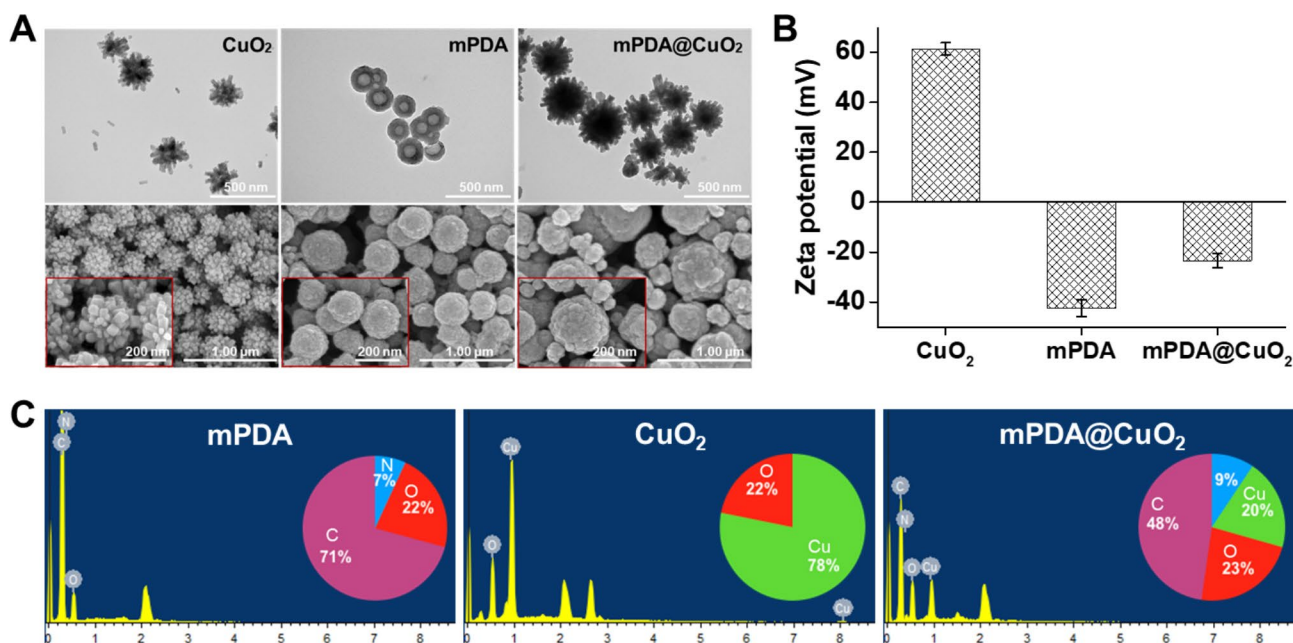 A
CuO₂
mPDA
mPDA@CuO₂
500 nm
500 nm
500 nm
200 nm
1.00 µm
200 nm
1.00 µm
200 nm
1.00 µm
B
Zeta potential (mV)
60
40
20
0
-20
-40
CuO₂
mPDA
mPDA@CuO₂
C
mPDA
N
C
O
N
7%
O
22%
C
71%
0 1 2 3 4 5 6 7 8
CuO₂
Cu
O
Cu
O
22%
Cu
78%
0 1 2 3 4 5 6 7 8
mPDA@CuO₂
C
N
O
Cu
9%
Cu
20%
C
48%
O
23%
0 1 2 3 4 5 6 7 8